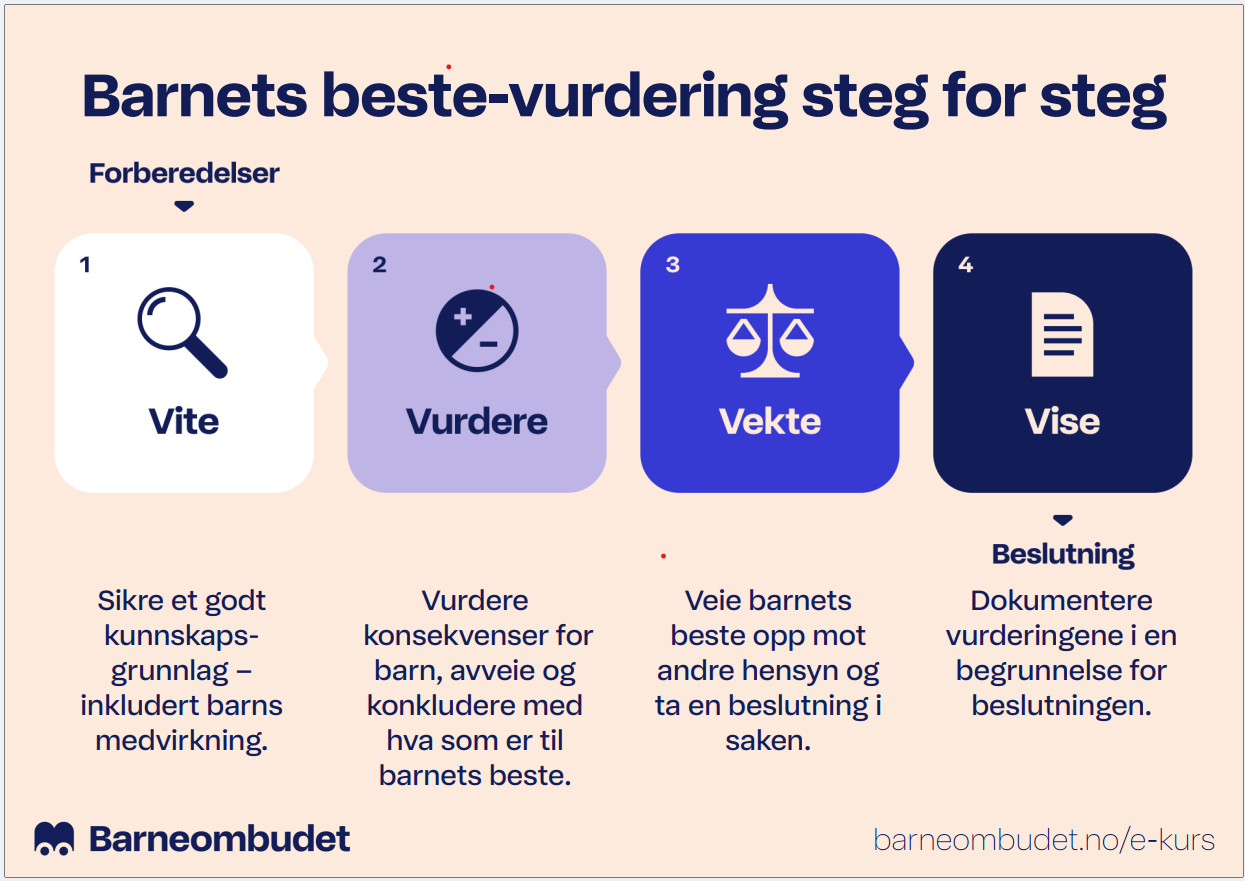 Barnets beste-vurdering steg for steg
Forberedelser
1
Vite
2
Vurdere
3
Vekte
4
Vise
Beslutning
Sikre et godt
kunnskaps-
grunnlag –
inkludert barns
medvirkning.
Vurdere
konsekvenser for
barn, avveie og
konkludere med
hva som er til
barnets beste.
Veie barnets
beste opp mot
andre hensyn og
ta en beslutning i
saken.
Dokumentere
vurderingene i en
begrunnelse for
beslutningen.
Barneombudet
barneombudet.no/e-kurs